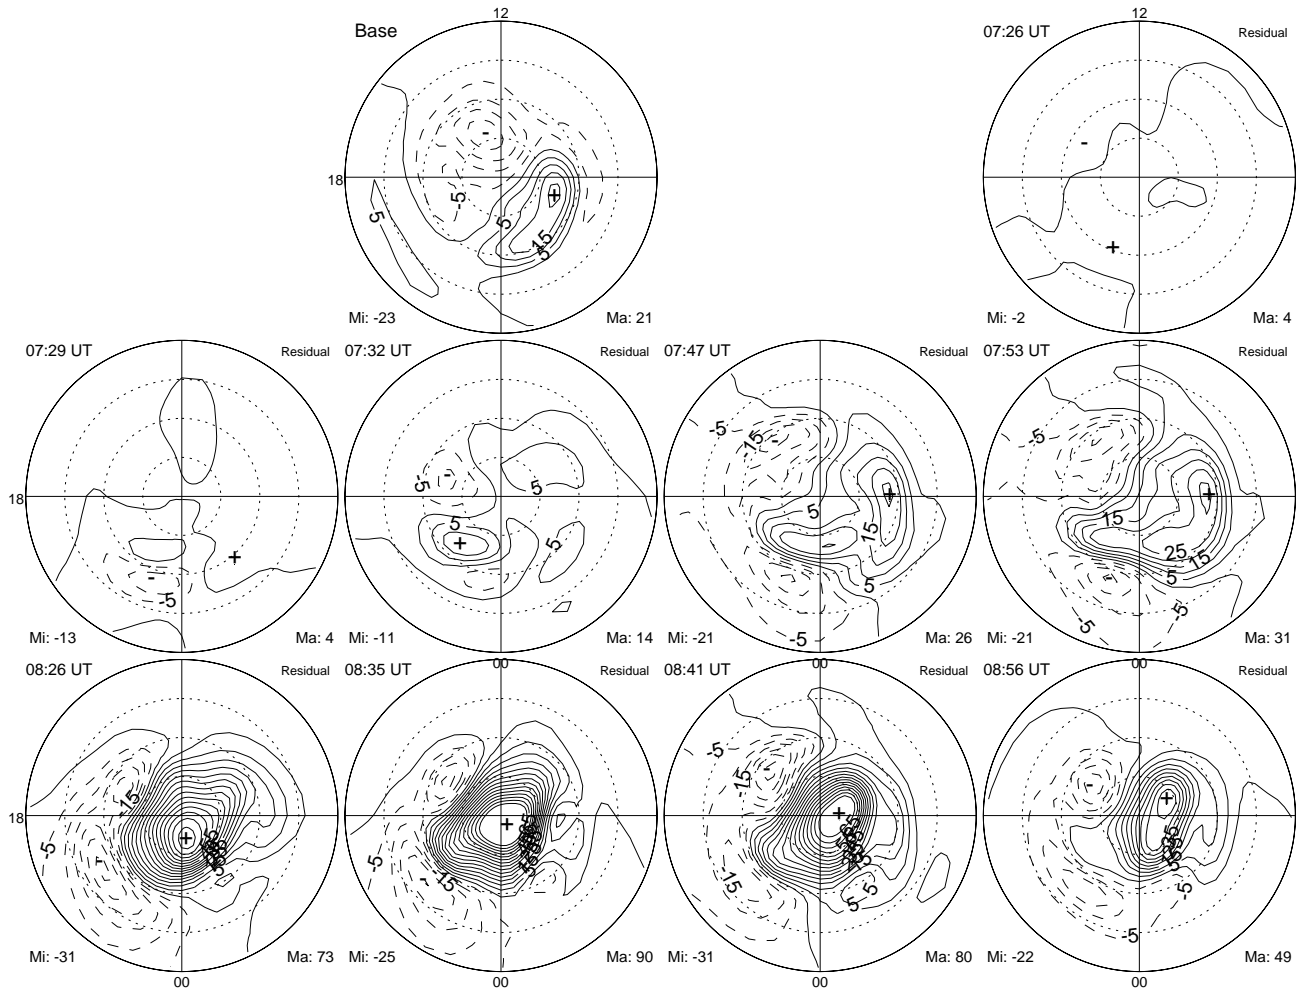 12
12
Base
07:26 UT
Residual
-5
5
5
15
5
18
Mi: -23
Ma: 21
Mi: -2
Ma: 4
07:29 UT
Residual
07:32 UT
Residual
07:47 UT
Residual
07:53 UT
Residual
-5
5
5
5
-5
-15
5
15
5
-5
-5
15
25
15
5
-5
-5
18
-5
Mi: -13
Ma: 4
Mi: -11
Ma: 14
Mi: -21
Ma: 26
Mi: -21
Ma: 31
00
00
00
08:26 UT
Residual
08:35 UT
Residual
08:41 UT
Residual
08:56 UT
Residual
-15
-5
-5
-15
-5
-15
-15
-5
5
-5
-5
18
Mi: -31
Ma: 73
Mi: -25
Ma: 90
Mi: -31
Ma: 80
Mi: -22
Ma: 49
00
00
00
00